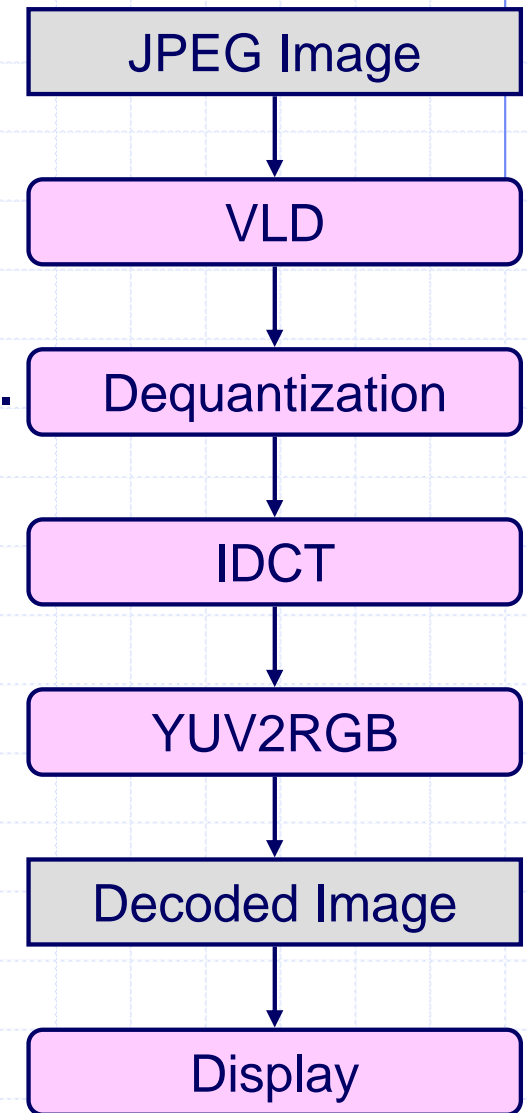 JPEG Image
VLD
Dequantization
IDCT
YUV2RGB
Decoded Image
Display